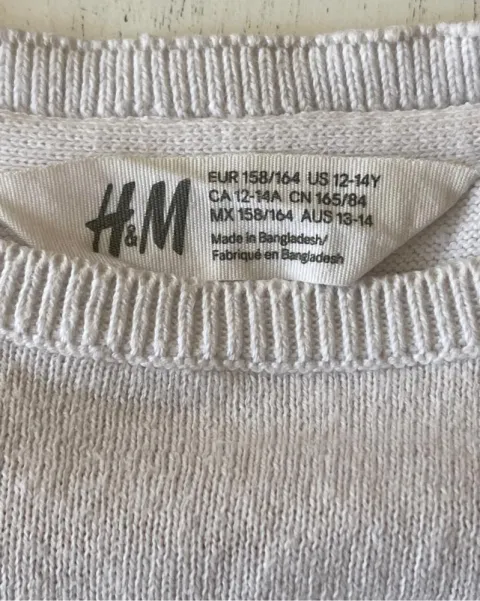 H&M
EUR 158/164 US 12-14Y
CA 12-14A CN 165/84
MX 158/164 AUS 13-14
Made in Bangladesh/
Fabriqué en Bangladesh